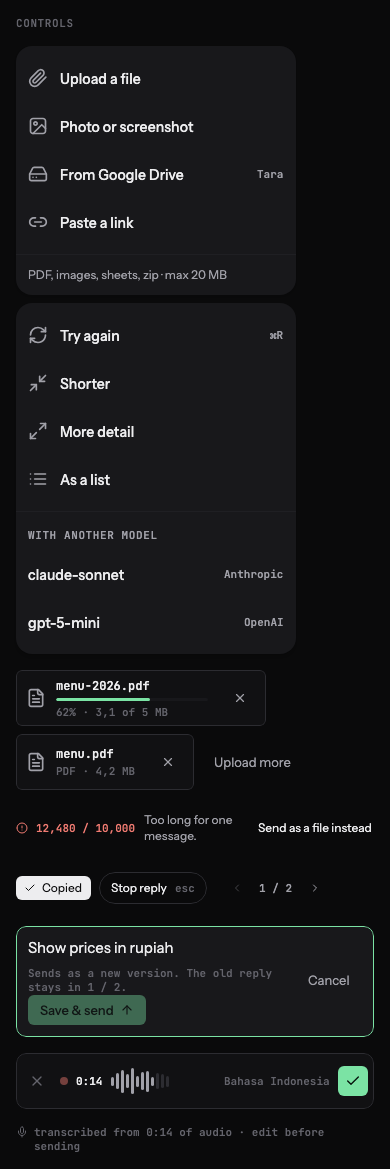 CONTROLS
Upload a file
Photo or screenshot
From Google Drive Tara
Paste a link
PDF, images, sheets, zip · max 20 MB
Try again ⌘R
Shorter
More detail
As a list
WITH ANOTHER MODEL
claude-sonnet Anthropic
gpt-5-mini OpenAI
menu-2026.pdf
62% · 3,1 of 5 MB
menu.pdf
PDF · 4,2 MB
Upload more
12,480 / 10,000 Too long for one
message.
Send as a file instead
Copied Stop reply esc 1 / 2
Show prices in rupiah
Sends as a new version. The old reply
stays in 1 / 2.
Cancel
Save & send
0:14 Bahasa Indonesia
transcribed from 0:14 of audio · edit before
sending